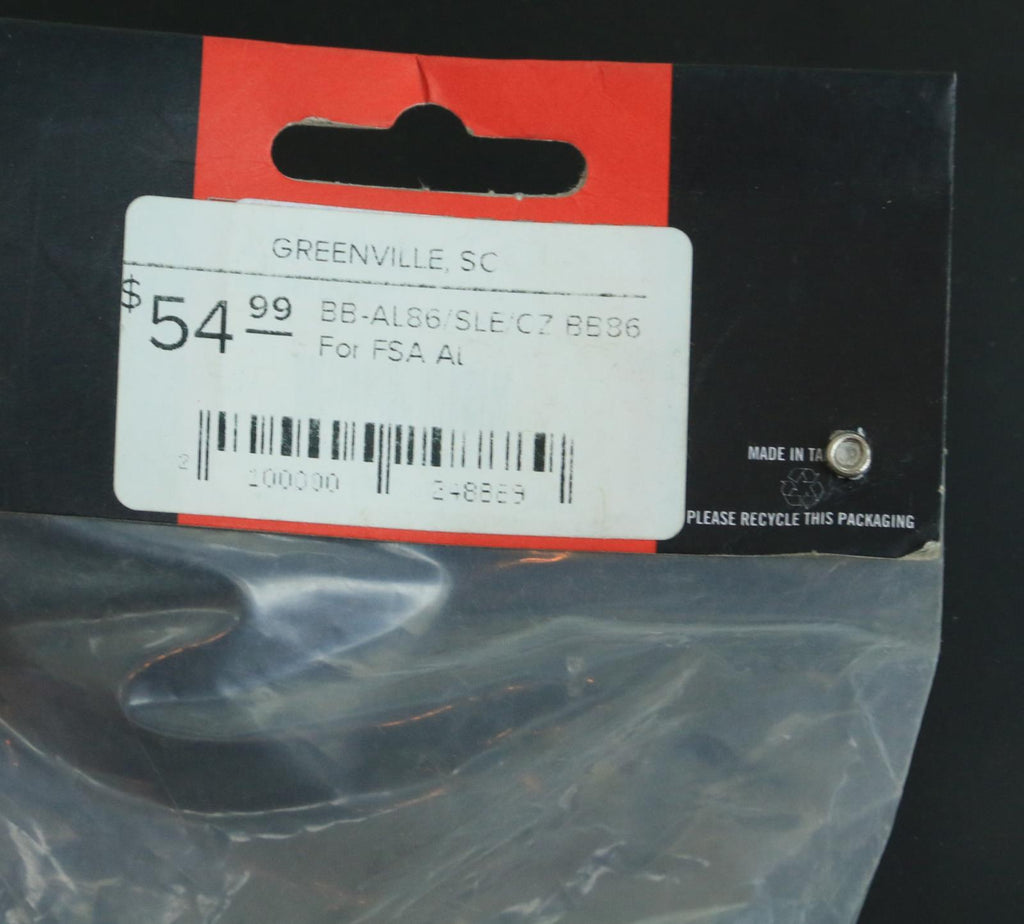 GREENVILLE, SC
$54.99 BB-AL86/SLE/CZ BB86
For FSA AL
2 100000 248889
MADE IN TA
PLEASE RECYCLE THIS PACKAGING